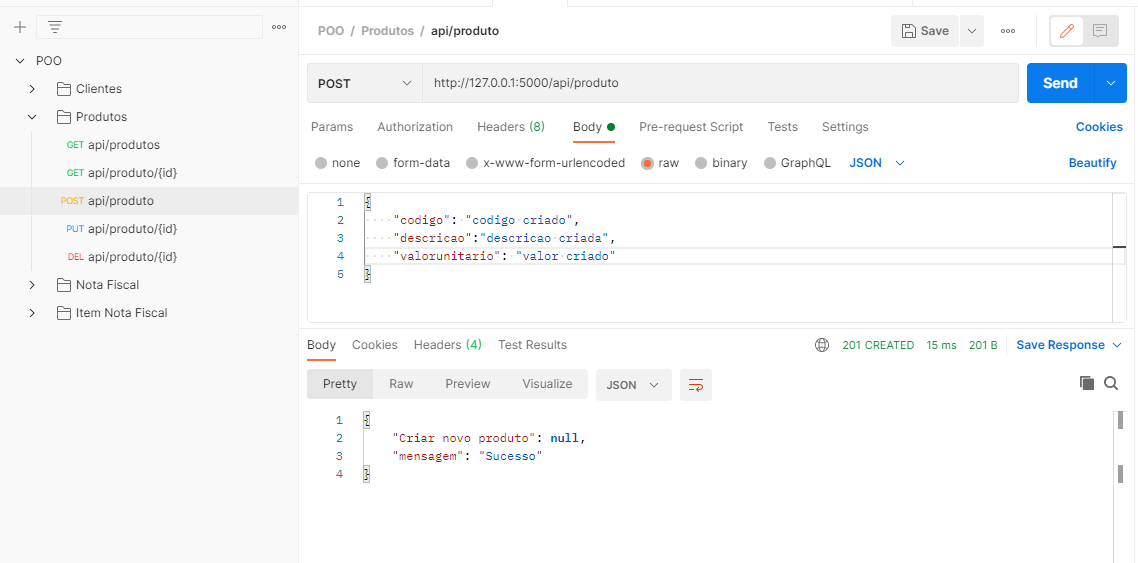 POO / Produtos / api/produto
Save
POO
Clientes
Produtos
GET api/produtos
GET api/produto/{id}
POST api/produto
PUT api/produto/{id}
DEL api/produto/{id}
Nota Fiscal
Item Nota Fiscal
POST http://127.0.0.1:5000/api/produto Send
Params Authorization Headers (8) Body Pre-request Script Tests Settings Cookies
none form-data x-www-form-urlencoded raw binary GraphQL JSON Beautify
1 {
2 "codigo": "codigo criado",
3 "descricao":"descricao criada",
4 "valorunitario": "valor criado"
5 }
Body Cookies Headers (4) Test Results 201 CREATED 15 ms 201 B Save Response
Pretty Raw Preview Visualize JSON
1 {
2 "Criar novo produto": null,
3 "mensagem": "Sucesso"
4 }